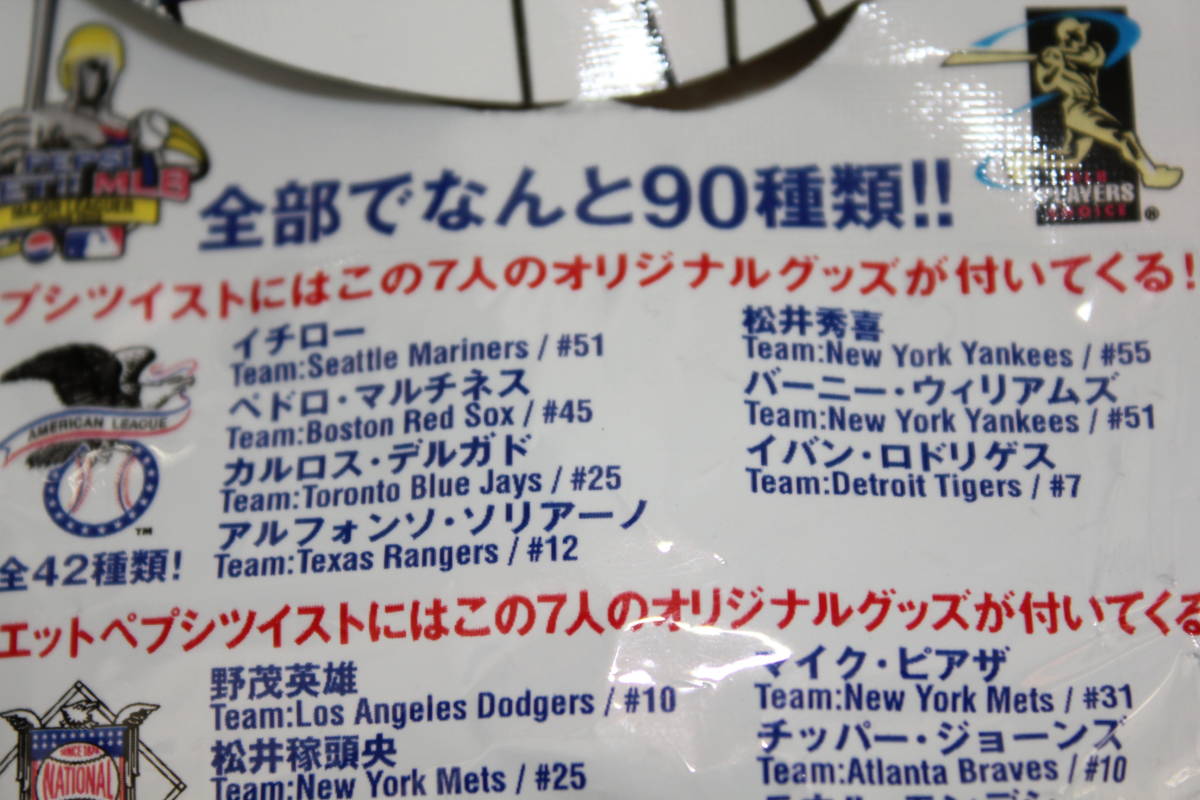 PEPSI
MLB
MAJOR LEAGUER
PLAYERS
CHOICE
®
全部でなんと90種類!!
プシツイストにはこの7人のオリジナルグッズが付いてくる!
AMERICAN LEAGUE
TM
全42種類!
イチロー
Team:Seattle Mariners / #51
ペドロ・マルチネス
Team:Boston Red Sox / #45
カルロス・デルガド
Team:Toronto Blue Jays / #25
アルフォンソ・ソリアーノ
Team:Texas Rangers / #12
松井秀喜
Team:New York Yankees / #55
バーニー・ウィリアムズ
Team:New York Yankees / #51
イバン・ロドリゲス
Team:Detroit Tigers / #7
エットペプシツイストにはこの7人のオリジナルグッズが付いてくる
SINCE 1876
NATIONAL
野茂英雄
Team:Los Angeles Dodgers / #10
松井稼頭央
Team:New York Mets / #25
マイク・ピアザ
Team:New York Mets / #31
チッパー・ジョーンズ
Team:Atlanta Braves / #10